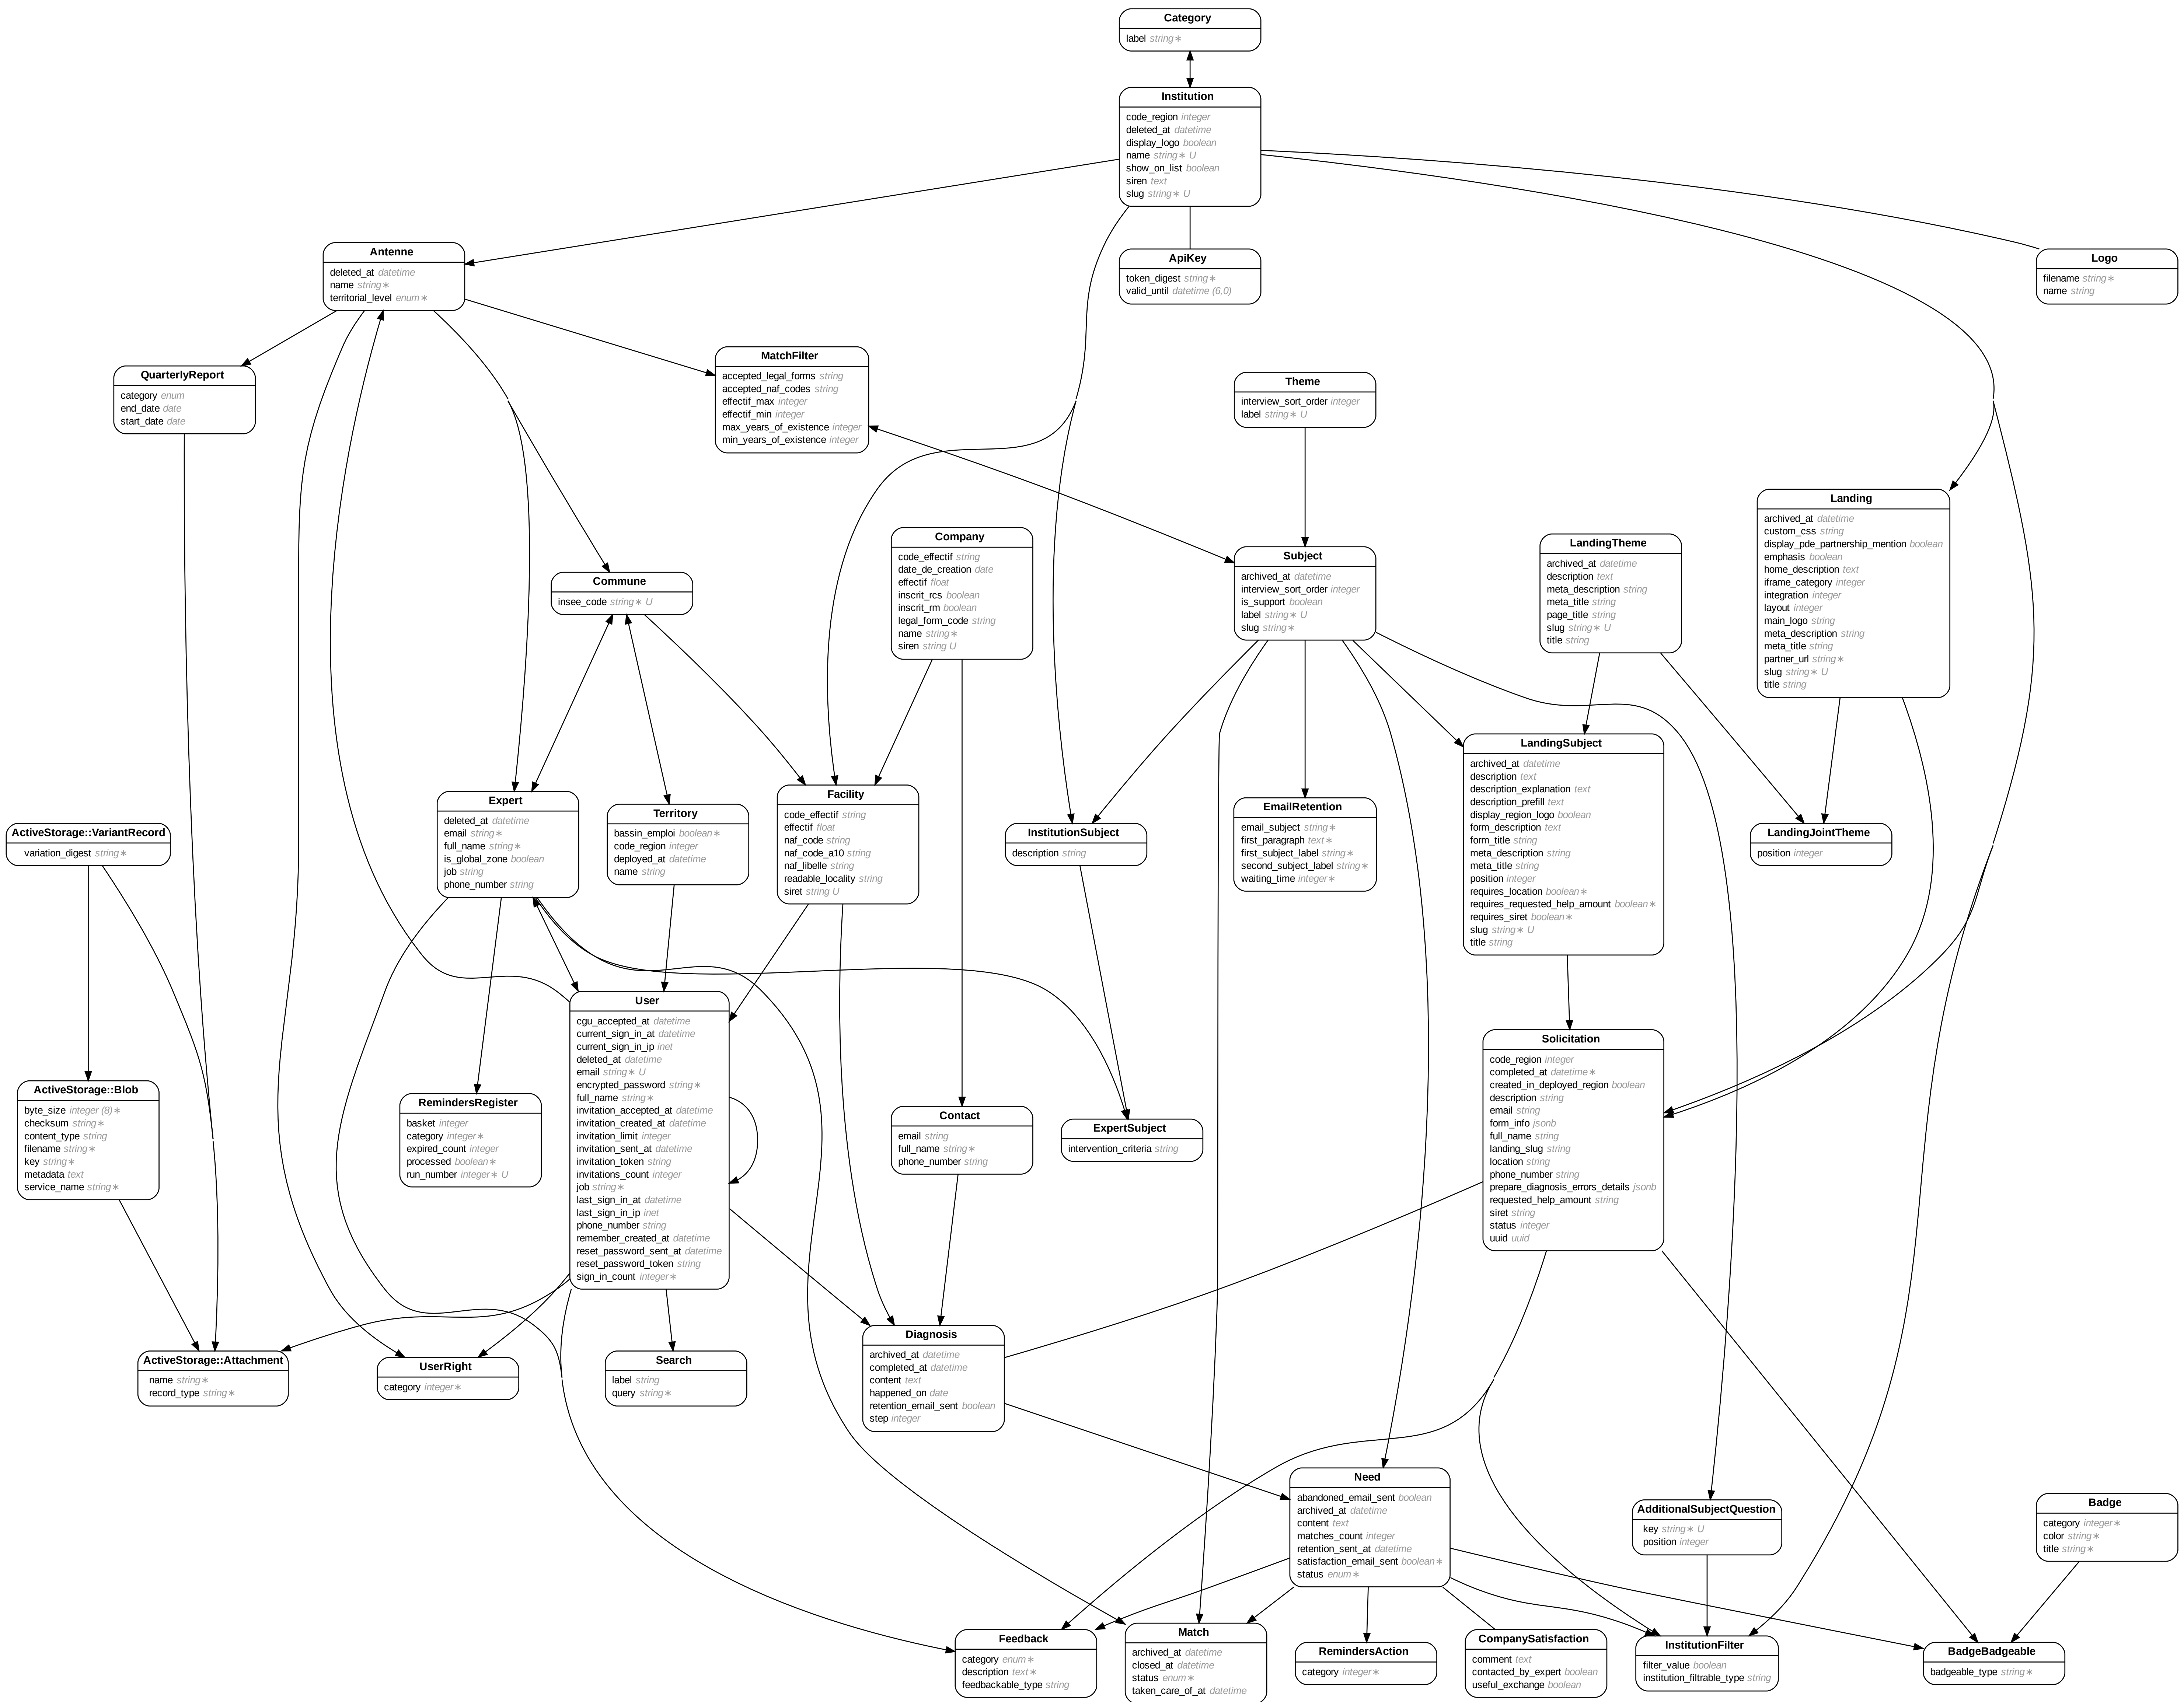 Category
label string∗
Institution
code_region integer
deleted_at datetime
display_logo boolean
name string∗ U
show_on_list boolean
siren text
slug string∗ U
Antenne
deleted_at datetime
name string∗
territorial_level enum∗
ApiKey
token_digest string∗
valid_until datetime (6,0)
Logo
filename string∗
name string
QuarterlyReport
category enum
end_date date
start_date date
MatchFilter
accepted_legal_forms string
accepted_naf_codes string
effectif_max integer
effectif_min integer
max_years_of_existence integer
min_years_of_existence integer
Theme
interview_sort_order integer
label string∗ U
Landing
archived_at datetime
custom_css string
display_pde_partnership_mention boolean
emphasis boolean
home_description text
iframe_category integer
integration integer
layout integer
main_logo string
meta_description string
meta_title string
partner_url string∗
slug string∗ U
title string
Company
code_effectif string
date_de_creation date
effectif float
inscrit_rcs boolean
inscrit_rm boolean
legal_form_code string
name string∗
siren string U
LandingTheme
archived_at datetime
description text
meta_description string
meta_title string
page_title string
slug string∗ U
title string
Subject
archived_at datetime
interview_sort_order integer
is_support boolean
label string∗ U
slug string∗
Commune
insee_code string∗ U
LandingSubject
archived_at datetime
description text
description_explanation text
description_prefill text
display_region_logo boolean
form_description text
form_title string
meta_description string
meta_title string
position integer
requires_location boolean∗
requires_requested_help_amount boolean∗
requires_siret boolean∗
slug string∗ U
title string
Expert
deleted_at datetime
email string∗
full_name string∗
is_global_zone boolean
job string
phone_number string
Territory
bassin_emploi boolean∗
code_region integer
deployed_at datetime
name string
Facility
code_effectif string
effectif float
naf_code string
naf_code_a10 string
naf_libelle string
readable_locality string
siret string U
InstitutionSubject
description string
EmailRetention
email_subject string∗
first_paragraph text∗
first_subject_label string∗
second_subject_label string∗
waiting_time integer∗
LandingJointTheme
position integer
ActiveStorage::VariantRecord
variation_digest string∗
User
cgu_accepted_at datetime
current_sign_in_at datetime
current_sign_in_ip inet
deleted_at datetime
email string∗ U
encrypted_password string∗
full_name string∗
invitation_accepted_at datetime
invitation_created_at datetime
invitation_limit integer
invitation_sent_at datetime
invitation_token string
invitations_count integer
job string∗
last_sign_in_at datetime
last_sign_in_ip inet
phone_number string
remember_created_at datetime
reset_password_sent_at datetime
reset_password_token string
sign_in_count integer∗
Solicitation
code_region integer
completed_at datetime∗
created_in_deployed_region boolean
description string
email string
form_info jsonb
full_name string
landing_slug string
location string
phone_number string
prepare_diagnosis_errors_details jsonb
requested_help_amount string
siret string
status integer
uuid uuid
ActiveStorage::Blob
byte_size integer (8)∗
checksum string∗
content_type string
filename string∗
key string∗
metadata text
service_name string∗
RemindersRegister
basket integer
category integer∗
expired_count integer
processed boolean∗
run_number integer∗ U
Contact
email string
full_name string∗
phone_number string
ExpertSubject
intervention_criteria string
Diagnosis
archived_at datetime
completed_at datetime
content text
happened_on date
retention_email_sent boolean
step integer
ActiveStorage::Attachment
name string∗
record_type string∗
UserRight
category integer∗
Search
label string
query string∗
Need
abandoned_email_sent boolean
archived_at datetime
content text
matches_count integer
retention_sent_at datetime
satisfaction_email_sent boolean∗
status enum∗
AdditionalSubjectQuestion
key string∗ U
position integer
Badge
category integer∗
color string∗
title string∗
Feedback
category enum∗
description text∗
feedbackable_type string
Match
archived_at datetime
closed_at datetime
status enum∗
taken_care_of_at datetime
RemindersAction
category integer∗
CompanySatisfaction
comment text
contacted_by_expert boolean
useful_exchange boolean
InstitutionFilter
filter_value boolean
institution_filtrable_type string
BadgeBadgeable
badgeable_type string∗